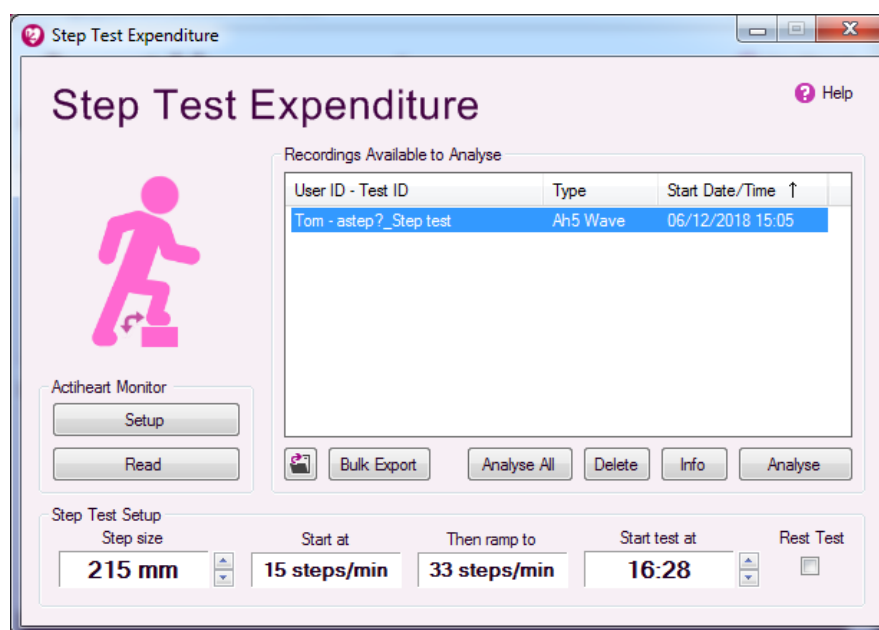 Step Test Expenditure
Step Test Expenditure
Help
Recordings Available to Analyse
User ID - Test ID Type Start Date/Time ↑
Tom - astep?_Step test Ah5 Wave 06/12/2018 15:05
Actiheart Monitor
Setup
Read
Bulk Export Analyse All Delete Info Analyse
Step Test Setup
Step size Start at Then ramp to Start test at Rest Test
215 mm 15 steps/min 33 steps/min 16:28